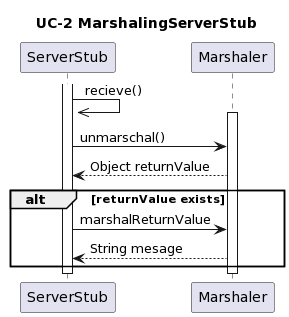 UC-2 MarshalingServerStub
ServerStub
Marshaler
recieve()
unmarschal()
Object returnValue
alt [returnValue exists]
marshalReturnValue
String mesage
ServerStub
Marshaler